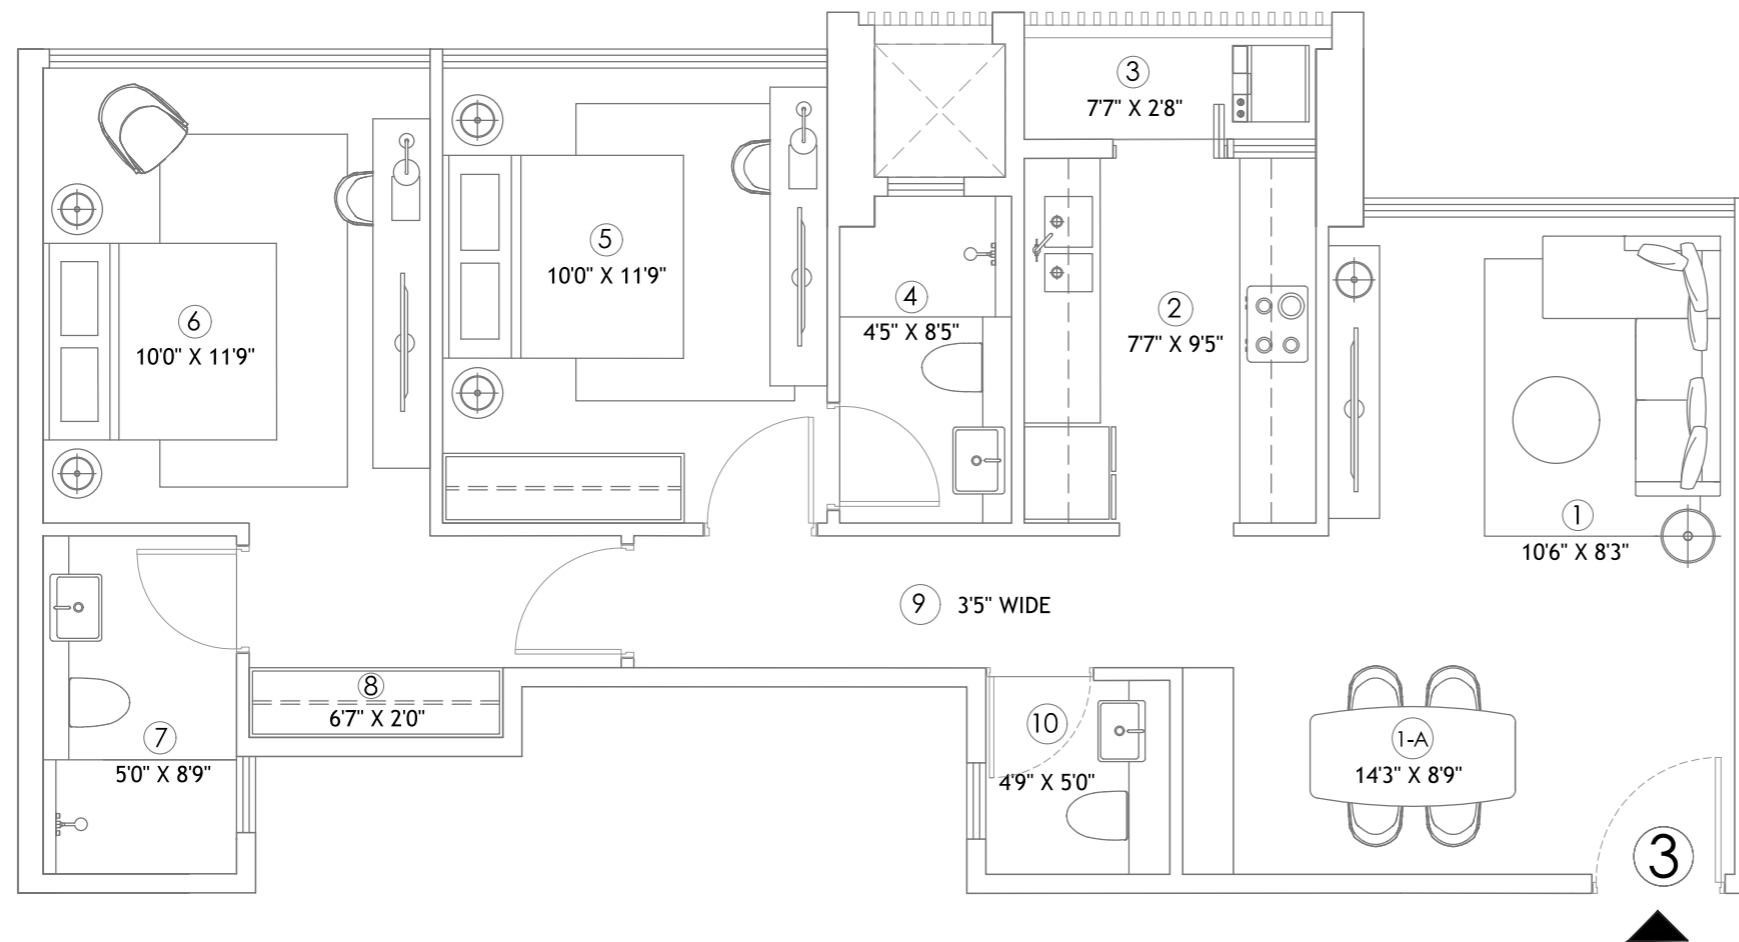 3
7'7" X 2'8"
5
10'0" X 11'9"
4
4'5" X 8'5"
2
7'7" X 9'5"
6
10'0" X 11'9"
1
10'6" X 8'3"
9 3'5" WIDE
8
6'7" X 2'0"
7
5'0" X 8'9"
10
4'9" X 5'0"
1-A
14'3" X 8'9"
3